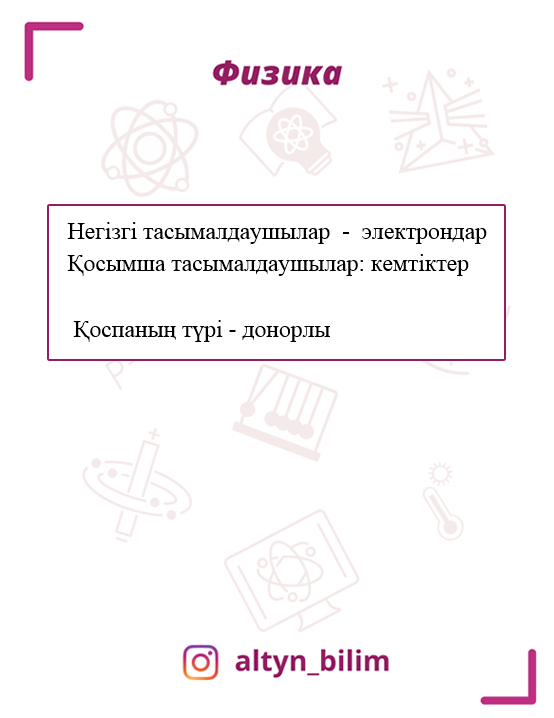 Физика
Негізгі тасымалдаушылар - электрондар
Қосымша тасымалдаушылар: кемтіктер
Қоспаның түрі - донорлы
altyn_bilim